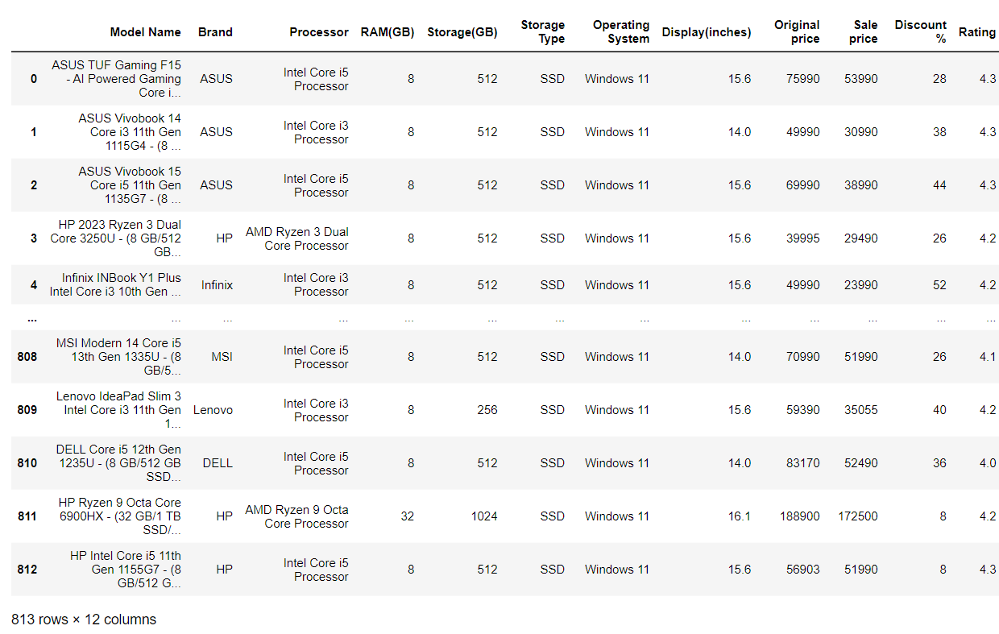 Model Name Brand Processor RAM(GB) Storage(GB) Storage Type Operating System Display(inches) Original price Sale price Discount % Rating
0 ASUS TUF Gaming F15 - AI Powered Gaming Core i... ASUS Intel Core i5 Processor 8 512 SSD Windows 11 15.6 75990 53990 28 4.3
1 ASUS Vivobook 14 Core i3 11th Gen 1115G4 - (8 ... ASUS Intel Core i3 Processor 8 512 SSD Windows 11 14.0 49990 30990 38 4.3
2 ASUS Vivobook 15 Core i5 11th Gen 1135G7 - (8 ... ASUS Intel Core i5 Processor 8 512 SSD Windows 11 15.6 69990 38990 44 4.3
3 HP 2023 Ryzen 3 Dual Core 3250U - (8 GB/512 GB... HP AMD Ryzen 3 Dual Core Processor 8 512 SSD Windows 11 15.6 39995 29490 26 4.2
4 Infinix INBook Y1 Plus Intel Core i3 10th Gen ... Infinix Intel Core i3 Processor 8 512 SSD Windows 11 15.6 49990 23990 52 4.2
... ... ... ... ... ... ... ... ... ... ... ... ...
808 MSI Modern 14 Core i5 13th Gen 1335U - (8 GB/5... MSI Intel Core i5 Processor 8 512 SSD Windows 11 14.0 70990 51990 26 4.1
809 Lenovo IdeaPad Slim 3 Intel Core i3 11th Gen 1... Lenovo Intel Core i3 Processor 8 256 SSD Windows 11 15.6 59390 35055 40 4.2
810 DELL Core i5 12th Gen 1235U - (8 GB/512 GB SSD... DELL Intel Core i5 Processor 8 512 SSD Windows 11 14.0 83170 52490 36 4.0
811 HP Ryzen 9 Octa Core 6900HX - (32 GB/1 TB SSD/... HP AMD Ryzen 9 Octa Core Processor 32 1024 SSD Windows 11 16.1 188900 172500 8 4.2
812 HP Intel Core i5 11th Gen 1155G7 - (8 GB/512 G... HP Intel Core i5 Processor 8 512 SSD Windows 11 15.6 56903 51990 8 4.3
813 rows × 12 columns